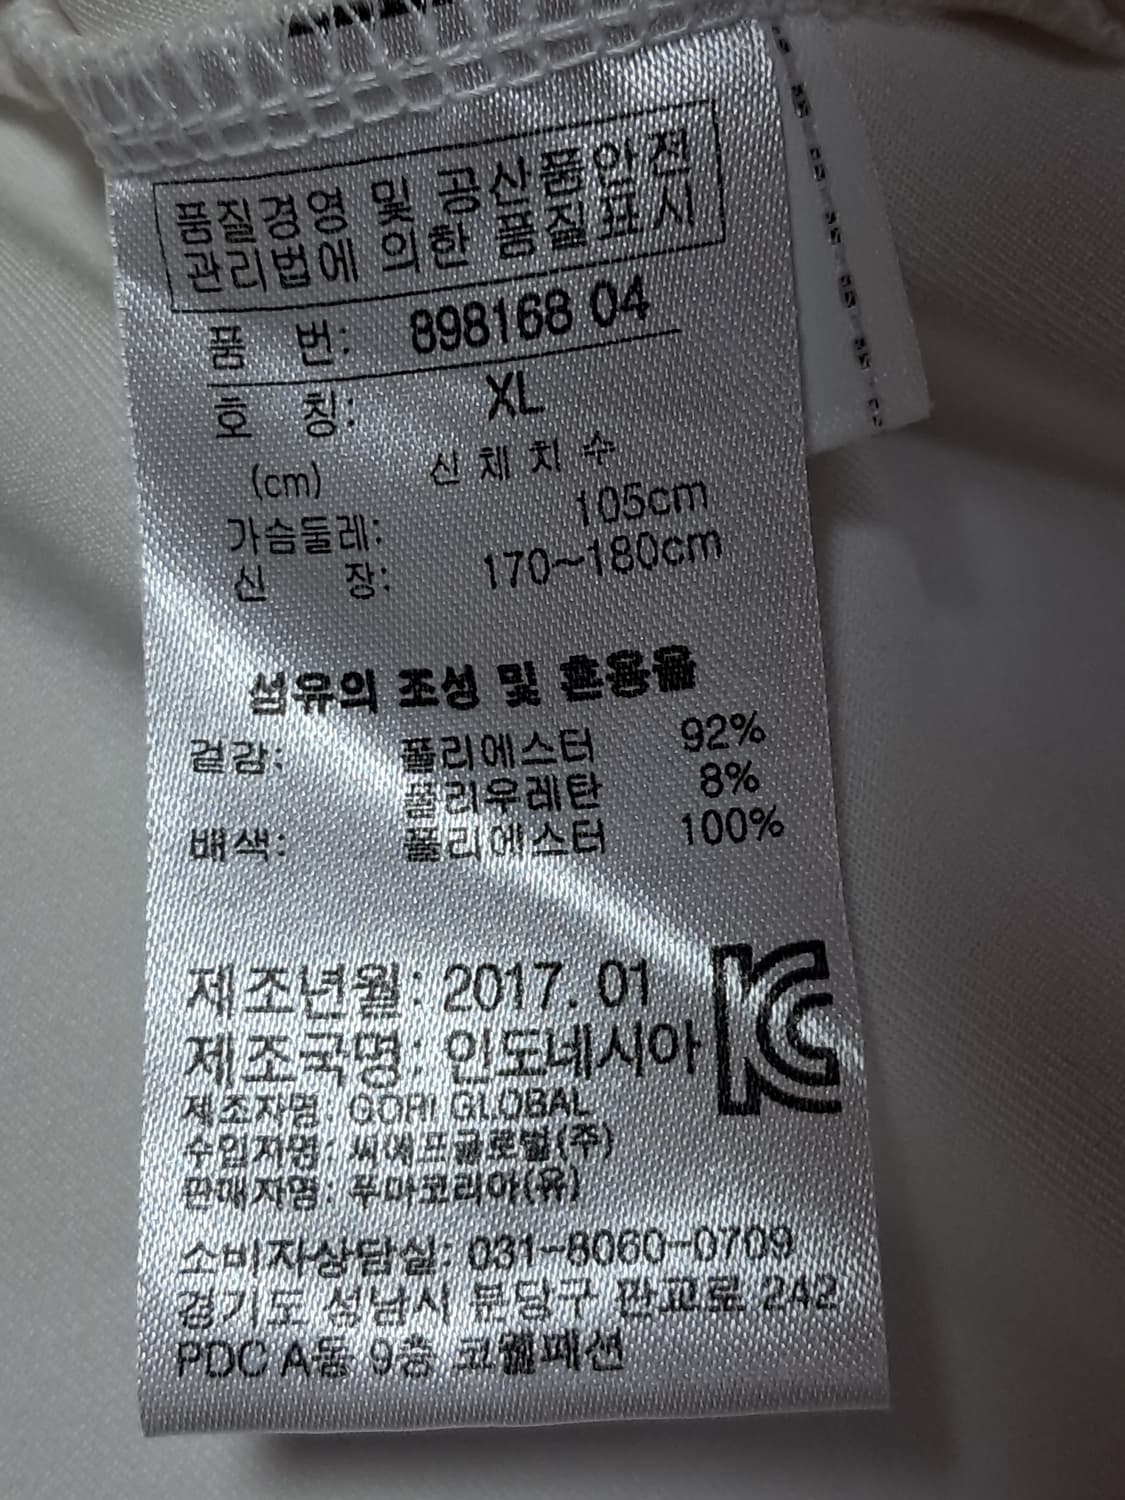 품질경영 및 공산품안전
관리법에 의한 품질표시
품 번: 898168 04
호 칭: XL
(cm) 신체치수
가슴둘레: 105cm
신 장: 170~180cm
섬유의 조성 및 혼용율
겉감: 폴리에스터 92%
폴리우레탄 8%
배색: 폴리에스터 100%
제조년월: 2017. 01
제조국명: 인도네시아
KC
제조자명: GLOBAL
수입자명: 씨에프글로벌(주)
판매자명: 푸마코리아(유)
소비자상담실: 031-8060-0709
경기도 성남시 분당구 판교로 242
PDC A동 9층 코웰패션